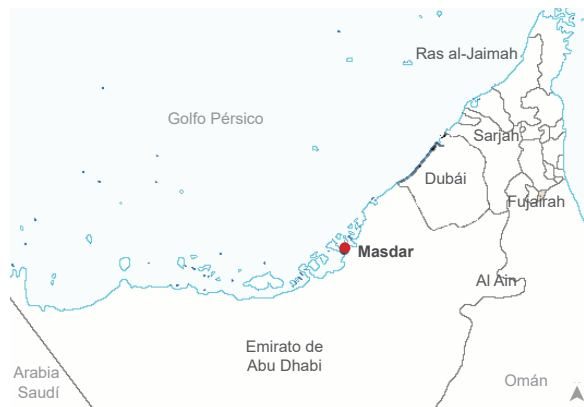 Ras al-Jaimah
Golfo Pérsico
Sarjah
Dubái
Fujairah
Masdar
Al Ain
Emirato de
Abu Dhabi
Arabia
Saudí
Omán